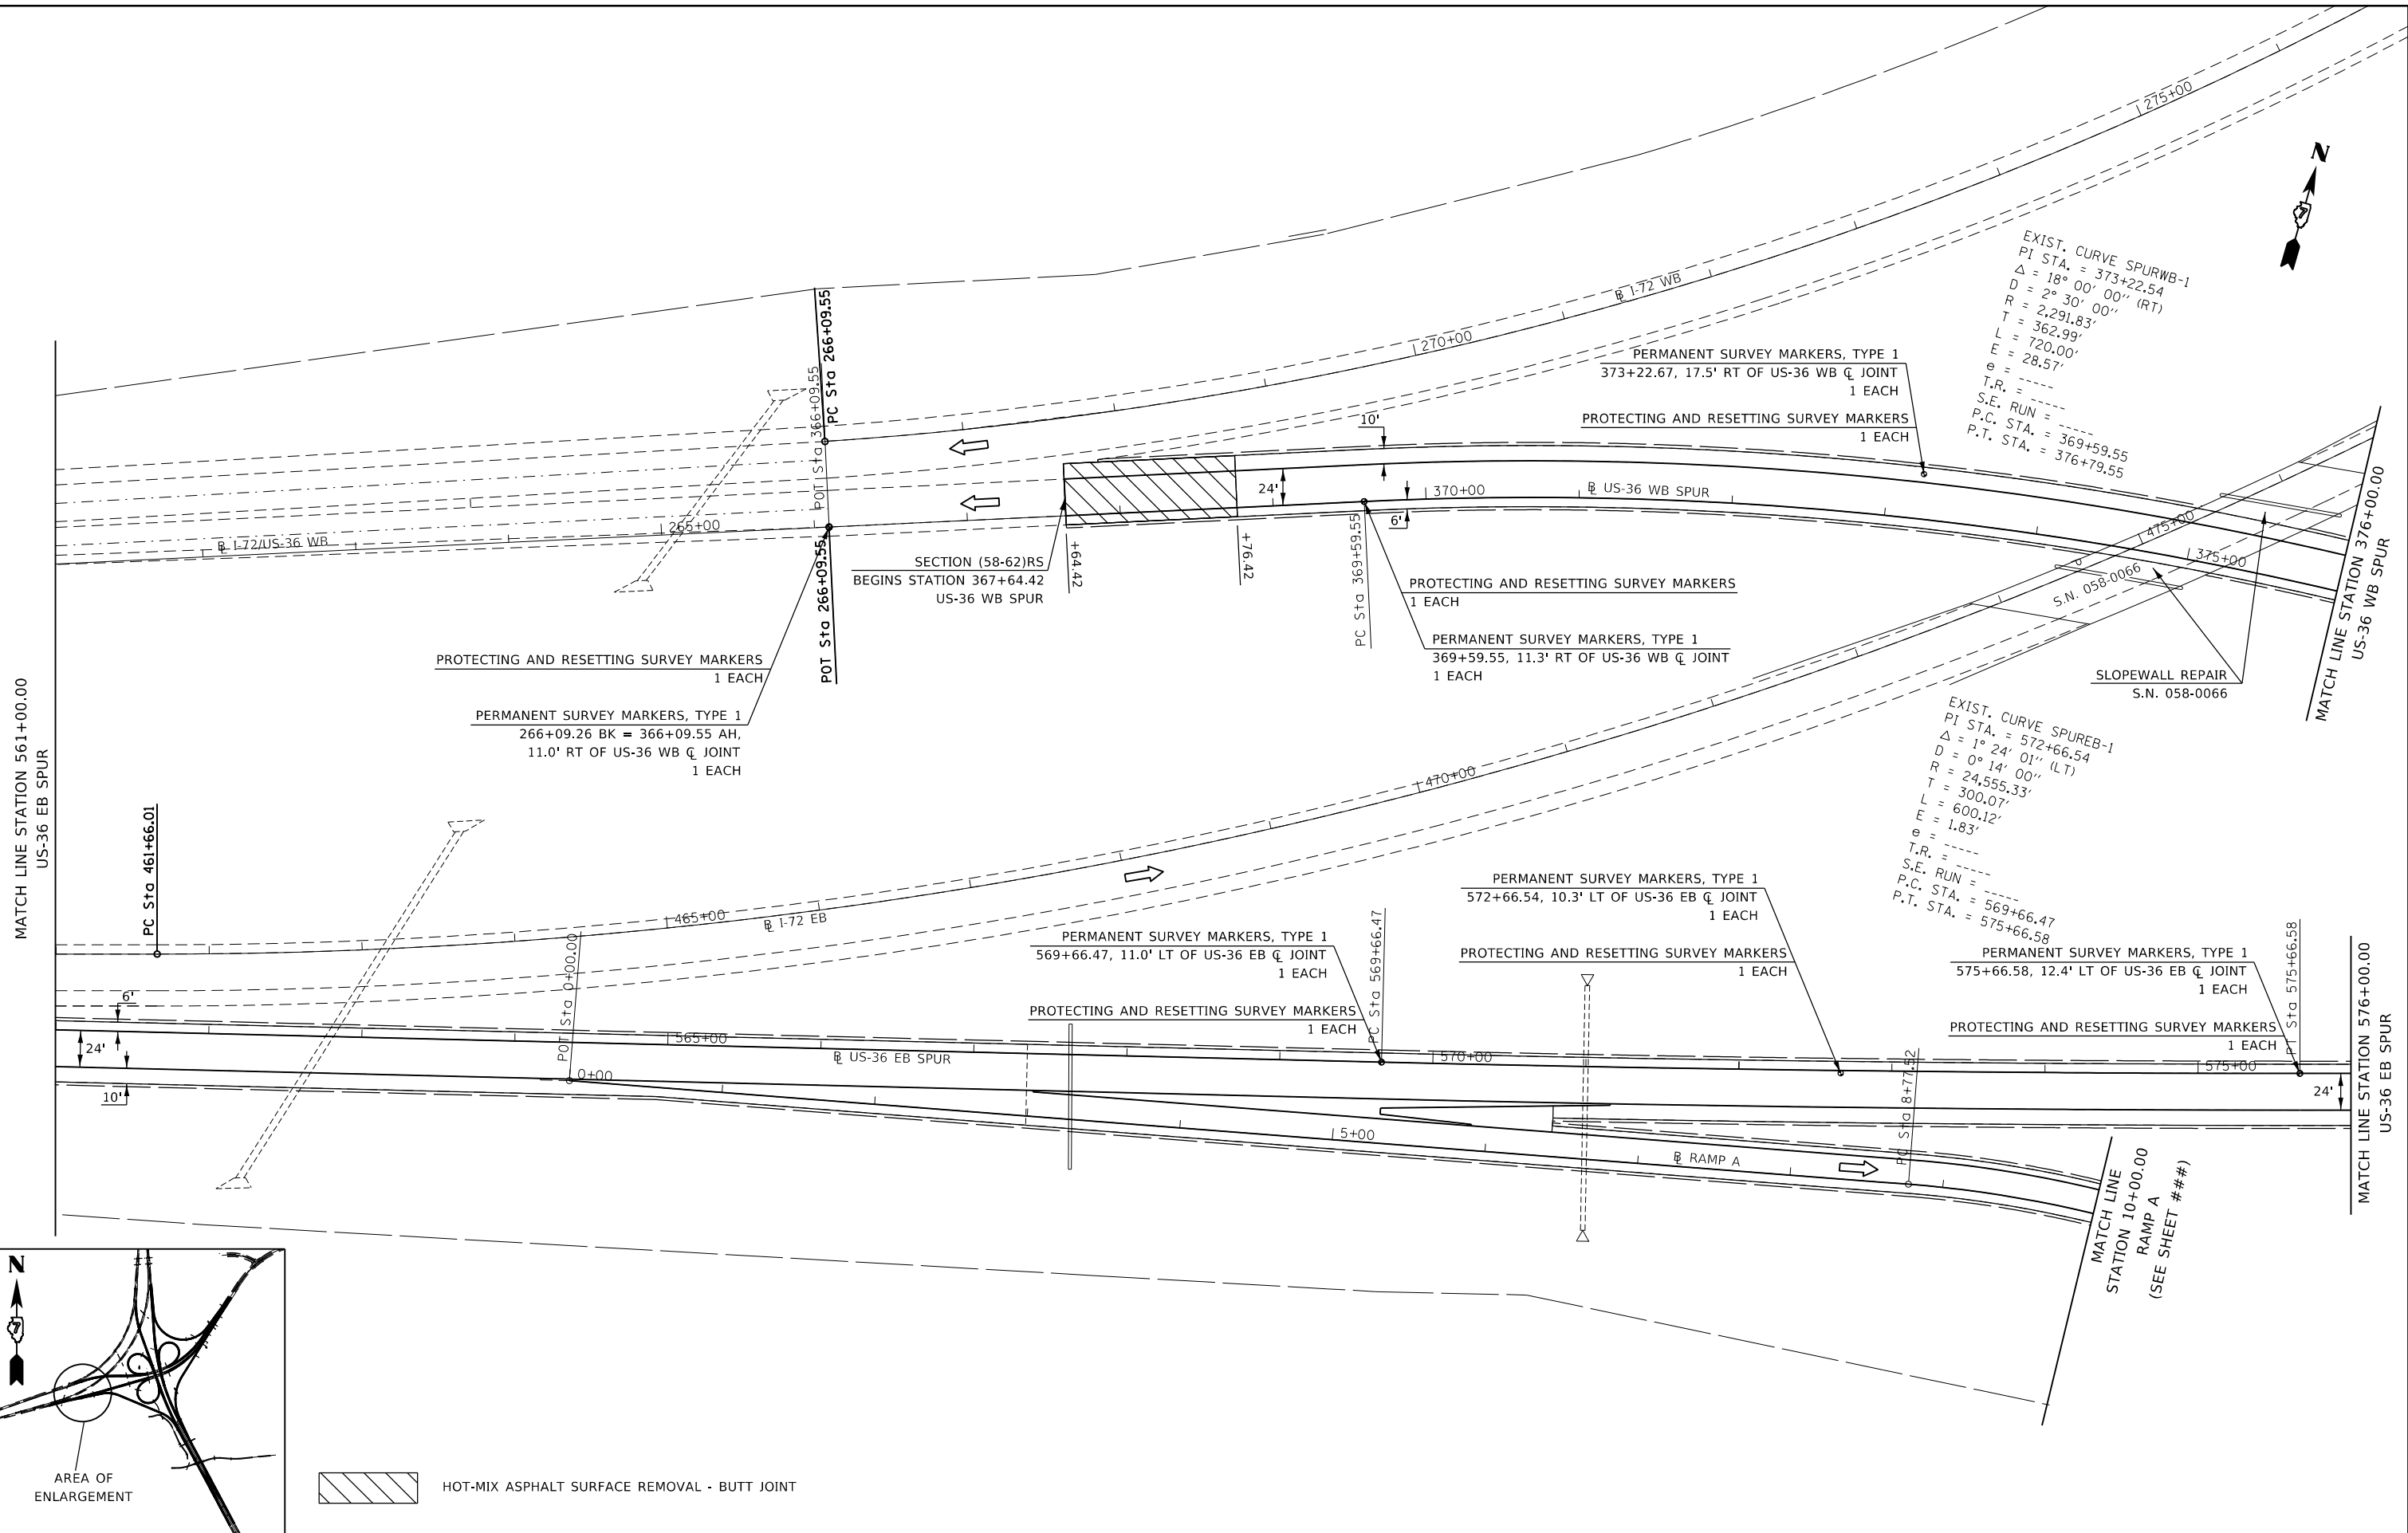 275+00
N
7
EXIST. CURVE SPURWB-1
PI STA. = 373+22.54
Δ = 18° 00' 00'' (RT)
D = 2° 30' 00''
R = 2,291.83'
T = 362.99'
L = 720.00'
E = 28.57'
e = -----
T.R. = -----
S.E. RUN = -----
P.C. STA. = 369+59.55
P.T. STA. = 376+79.55
PC Sta 266+09.55
POT Sta 366+09.55
℄ I-72 WB
270+00
PERMANENT SURVEY MARKERS, TYPE 1
373+22.67, 17.5' RT OF US-36 WB ℄ JOINT
1 EACH
PROTECTING AND RESETTING SURVEY MARKERS
1 EACH
10'
24'
6'
370+00
℄ US-36 WB SPUR
475+00
375+00
S.N. 058-0066
MATCH LINE STATION 376+00.00
US-36 WB SPUR
℄ I-72/US-36 WB
265+00
POT Sta 266+09.55
SECTION (58-62)RS
BEGINS STATION 367+64.42
US-36 WB SPUR
+64.42
+76.42
PC Sta 369+59.55
PROTECTING AND RESETTING SURVEY MARKERS
1 EACH
PERMANENT SURVEY MARKERS, TYPE 1
369+59.55, 11.3' RT OF US-36 WB ℄ JOINT
1 EACH
SLOPEWALL REPAIR
S.N. 058-0066
PROTECTING AND RESETTING SURVEY MARKERS
1 EACH
PERMANENT SURVEY MARKERS, TYPE 1
266+09.26 BK = 366+09.55 AH,
11.0' RT OF US-36 WB ℄ JOINT
1 EACH
MATCH LINE STATION 561+00.00
US-36 EB SPUR
PC Sta 461+66.01
470+00
EXIST. CURVE SPUREB-1
PI STA. = 572+66.54
Δ = 1° 24' 01'' (LT)
D = 0° 14' 00''
R = 24,555.33'
T = 300.07'
L = 600.12'
E = 1.83'
e = -----
T.R. = -----
S.E. RUN = -----
P.C. STA. = 569+66.47
P.T. STA. = 575+66.58
465+00
℄ I-72 EB
POT Sta 0+00.00
PERMANENT SURVEY MARKERS, TYPE 1
569+66.47, 11.0' LT OF US-36 EB ℄ JOINT
1 EACH
PROTECTING AND RESETTING SURVEY MARKERS
1 EACH
PC Sta 569+66.47
PERMANENT SURVEY MARKERS, TYPE 1
572+66.54, 10.3' LT OF US-36 EB ℄ JOINT
1 EACH
PROTECTING AND RESETTING SURVEY MARKERS
1 EACH
PERMANENT SURVEY MARKERS, TYPE 1
575+66.58, 12.4' LT OF US-36 EB ℄ JOINT
1 EACH
PROTECTING AND RESETTING SURVEY MARKERS
1 EACH
PT Sta 575+66.58
6'
24'
10'
565+00
℄ US-36 EB SPUR
0+00
570+00
575+00
24'
5+00
℄ RAMP A
PC Sta 8+77.52
MATCH LINE STATION 576+00.00
US-36 EB SPUR
MATCH LINE
STATION 10+00.00
RAMP A
(SEE SHEET ###)
N
7
AREA OF
ENLARGEMENT
HOT-MIX ASPHALT SURFACE REMOVAL - BUTT JOINT